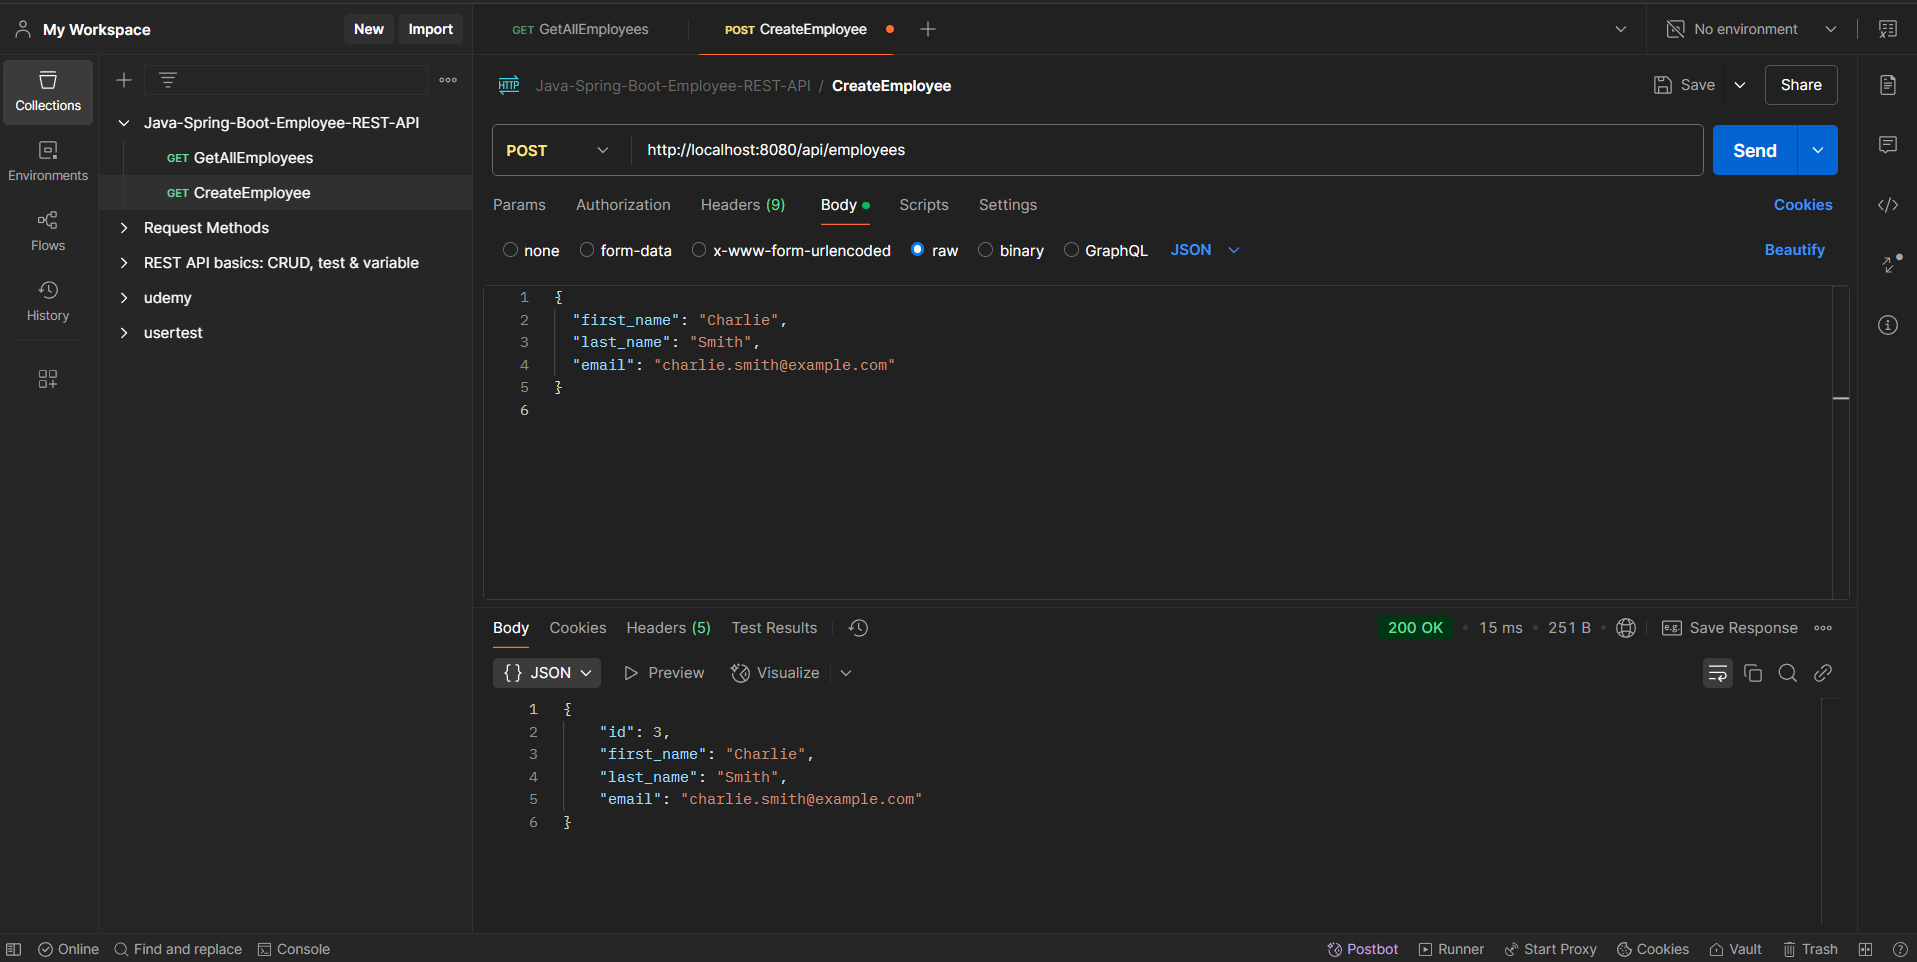 My Workspace New Import
GET GetAllEmployees POST CreateEmployee No environment
Collections
Environments
Flows
History
Java-Spring-Boot-Employee-REST-API
GET GetAllEmployees
GET CreateEmployee
Request Methods
REST API basics: CRUD, test & variable
udemy
usertest
HTTP Java-Spring-Boot-Employee-REST-API / CreateEmployee Save Share
POST http://localhost:8080/api/employees Send
Params Authorization Headers (9) Body Scripts Settings Cookies
none form-data x-www-form-urlencoded raw binary GraphQL JSON Beautify
1 {
2 "first_name": "Charlie",
3 "last_name": "Smith",
4 "email": "charlie.smith@example.com"
5 }
6
Body Cookies Headers (5) Test Results 200 OK • 15 ms • 251 B • e.g. Save Response
{} JSON Preview Visualize
1 {
2 "id": 3,
3 "first_name": "Charlie",
4 "last_name": "Smith",
5 "email": "charlie.smith@example.com"
6 }
Online Find and replace Console Postbot Runner Start Proxy Cookies Vault Trash